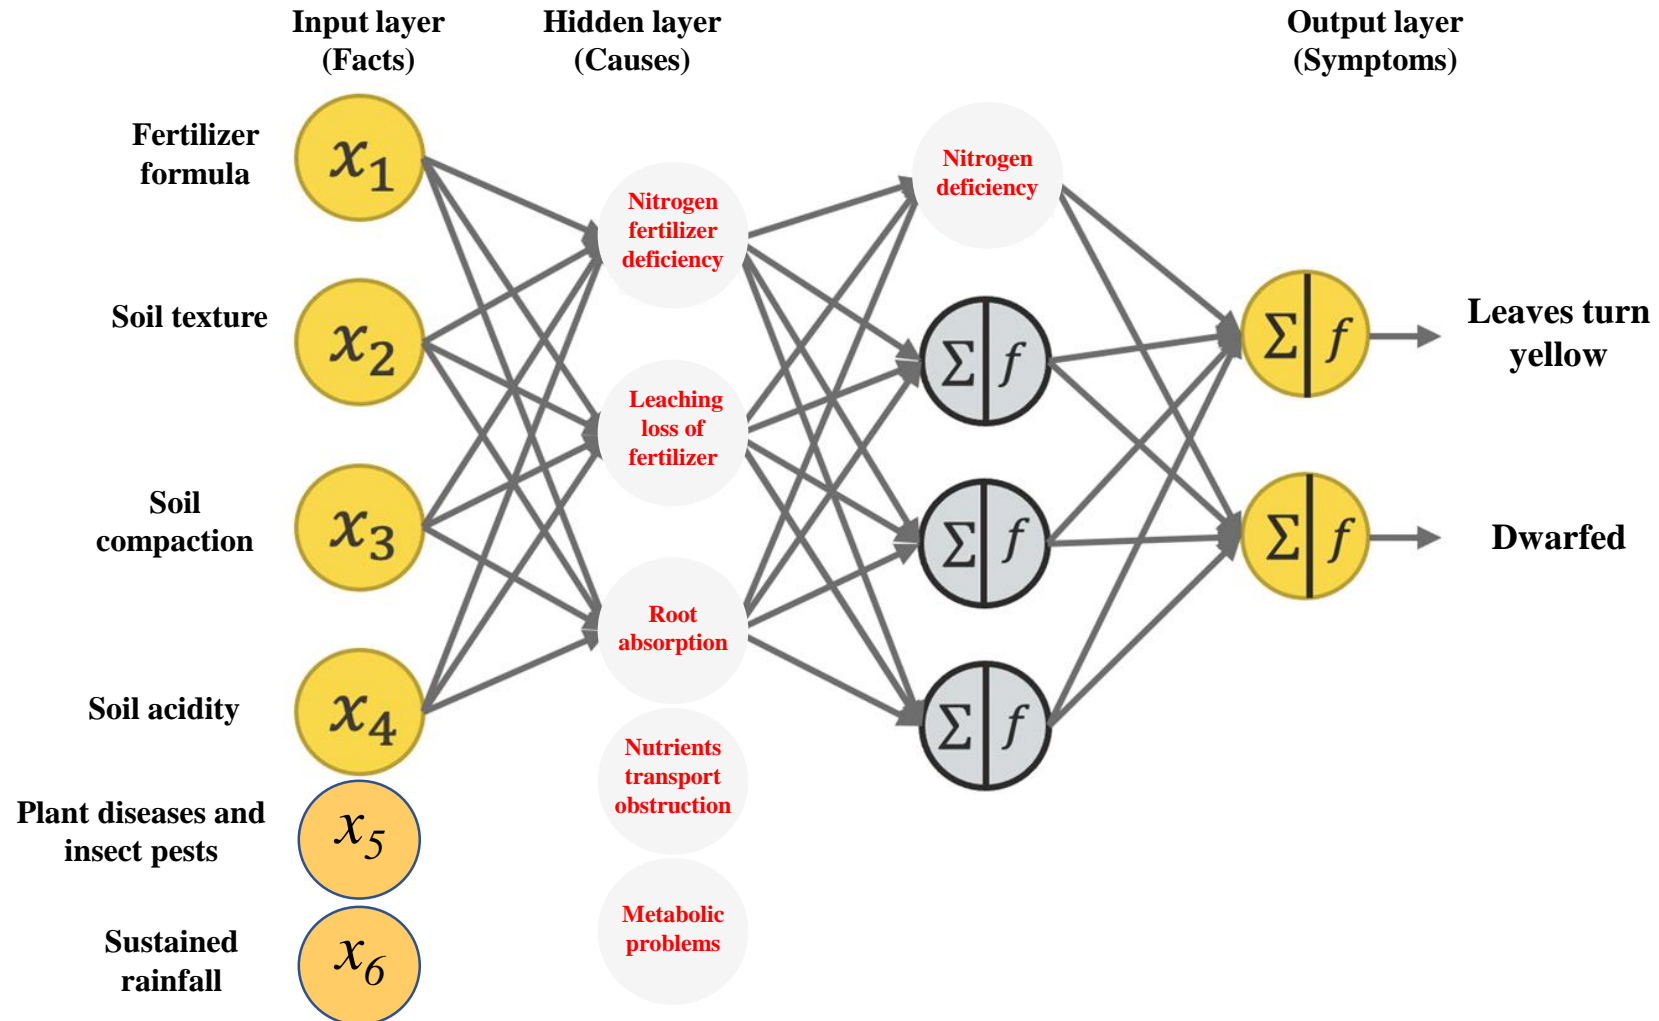 Input layer
(Facts)
Hidden layer
(Causes)
Output layer
(Symptoms)
Fertilizer
formula
x1
Soil texture
x2
Soil
compaction
x3
Soil acidity
x4
Plant diseases and
insect pests
x5
Sustained
rainfall
x6
Nitrogen
fertilizer
deficiency
Leaching
loss of
fertilizer
Root
absorption
Nutrients
transport
obstruction
Metabolic
problems
Nitrogen
deficiency
Σ f
Σ f
Σ f
Σ f
Leaves turn
yellow
Σ f
Dwarfed